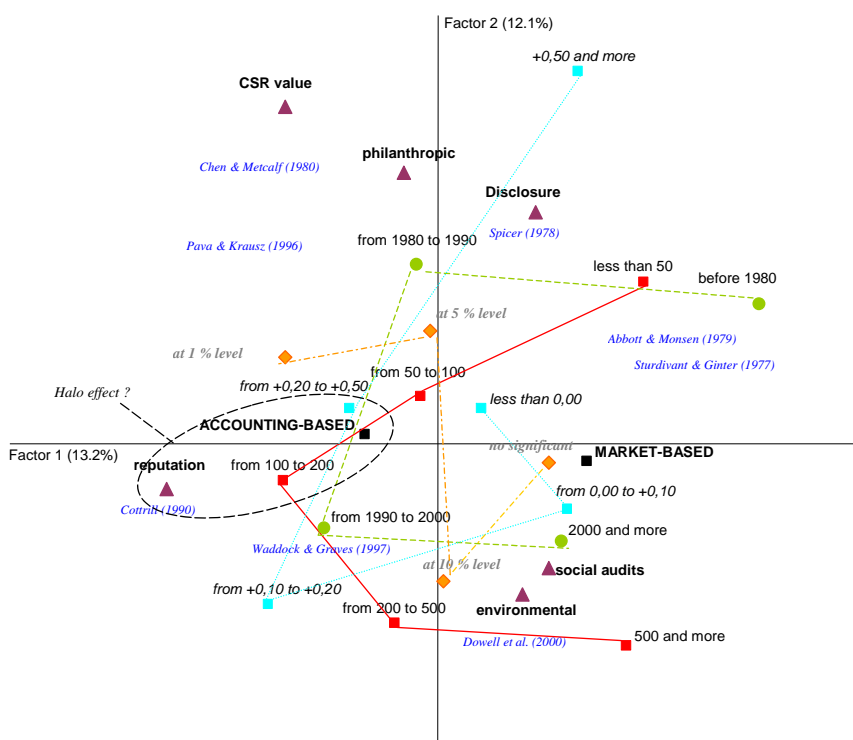 Factor 2 (12.1%)
+0,50 and more
CSR value
philanthropic
Chen & Metcalf (1980)
Disclosure
Spicer (1978)
from 1980 to 1990
Pava & Krausz (1996)
less than 50
before 1980
at 5 % level
at 1 % level
Abbott & Monsen (1979)
Sturdivant & Ginter (1977)
from 50 to 100
from +0,20 to +0,50
Halo effect ?
less than 0,00
ACCOUNTING-BASED
no significant
MARKET-BASED
Factor 1 (13.2%)
reputation
from 100 to 200
from 0,00 to +0,10
Cottrill (1990)
from 1990 to 2000
2000 and more
Waddock & Graves (1997)
at 10 % level
social audits
from +0,10 to +0,20
from 200 to 500
environmental
500 and more
Dowell et al. (2000)